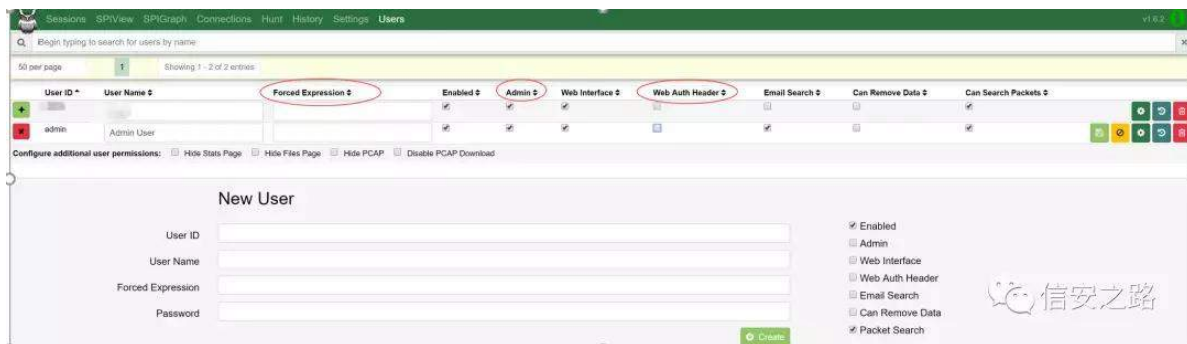 Sessions SPIView SPIGraph Connections Hunt History Settings Users v1.6.2
Begin typing to search for users by name
50 per page 1 Showing 1 - 2 of 2 entries
User ID User Name Forced Expression Enabled Admin Web Interface Web Auth Header Email Search Can Remove Data Can Search Packets
admin Admin User
Configure additional user permissions: Hide Stats Page Hide Files Page Hide PCAP Disable PCAP Download
New User
User ID
User Name
Forced Expression
Password
Create
Enabled
Admin
Web Interface
Web Auth Header
Email Search
Can Remove Data
Packet Search
信安之路